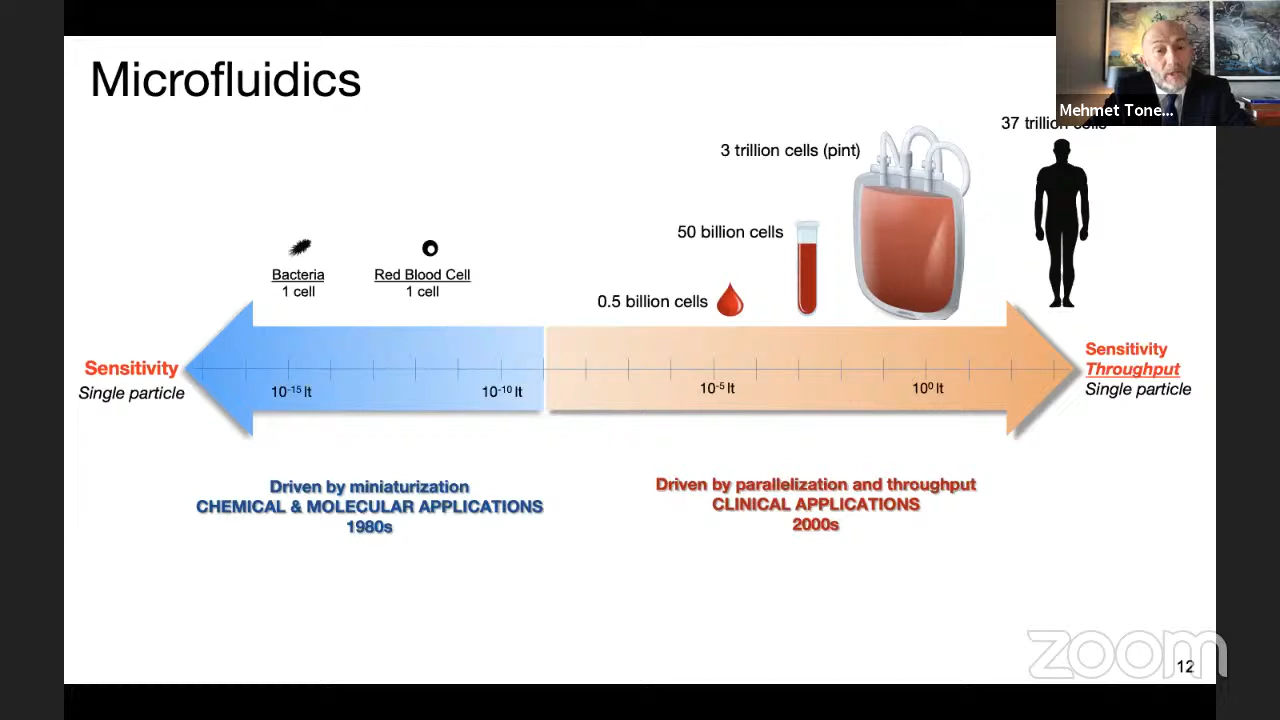 Microfluidics
Mehmet Tone...
37 trillion cells
3 trillion cells (pint)
50 billion cells
0.5 billion cells
Bacteria
1 cell
Red Blood Cell
1 cell
Sensitivity
Single particle
10⁻¹⁵ lt
10⁻¹⁰ lt
10⁻⁵ lt
10⁰ lt
Sensitivity
Throughput
Single particle
Driven by miniaturization
CHEMICAL & MOLECULAR APPLICATIONS
1980s
Driven by parallelization and throughput
CLINICAL APPLICATIONS
2000s
zoom
12